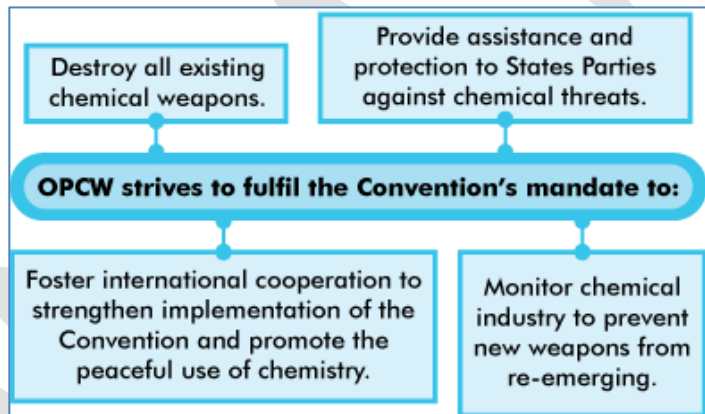 Destroy all existing
chemical weapons.
Provide assistance and
protection to States Parties
against chemical threats.
OPCW strives to fulfil the Convention's mandate to:
Foster international cooperation to
strengthen implementation of the
Convention and promote the
peaceful use of chemistry.
Monitor chemical
industry to prevent
new weapons from
re-emerging.